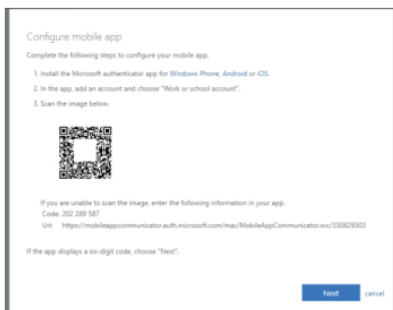 Configure mobile app
Complete the following steps to configure your mobile app.
1. Install the Microsoft authenticator app for Windows Phone, Android or iOS.
2. In the app, add an account and choose "Work or school account".
3. Scan the image below.
If you are unable to scan the image, enter the following information in your app.
Code: 202 289 587
Url: https://mobileappcommunicator.auth.microsoft.com/mac/MobileAppCommunicator.svc/330829303
If the app displays a six-digit code, choose "Next".
Next cancel